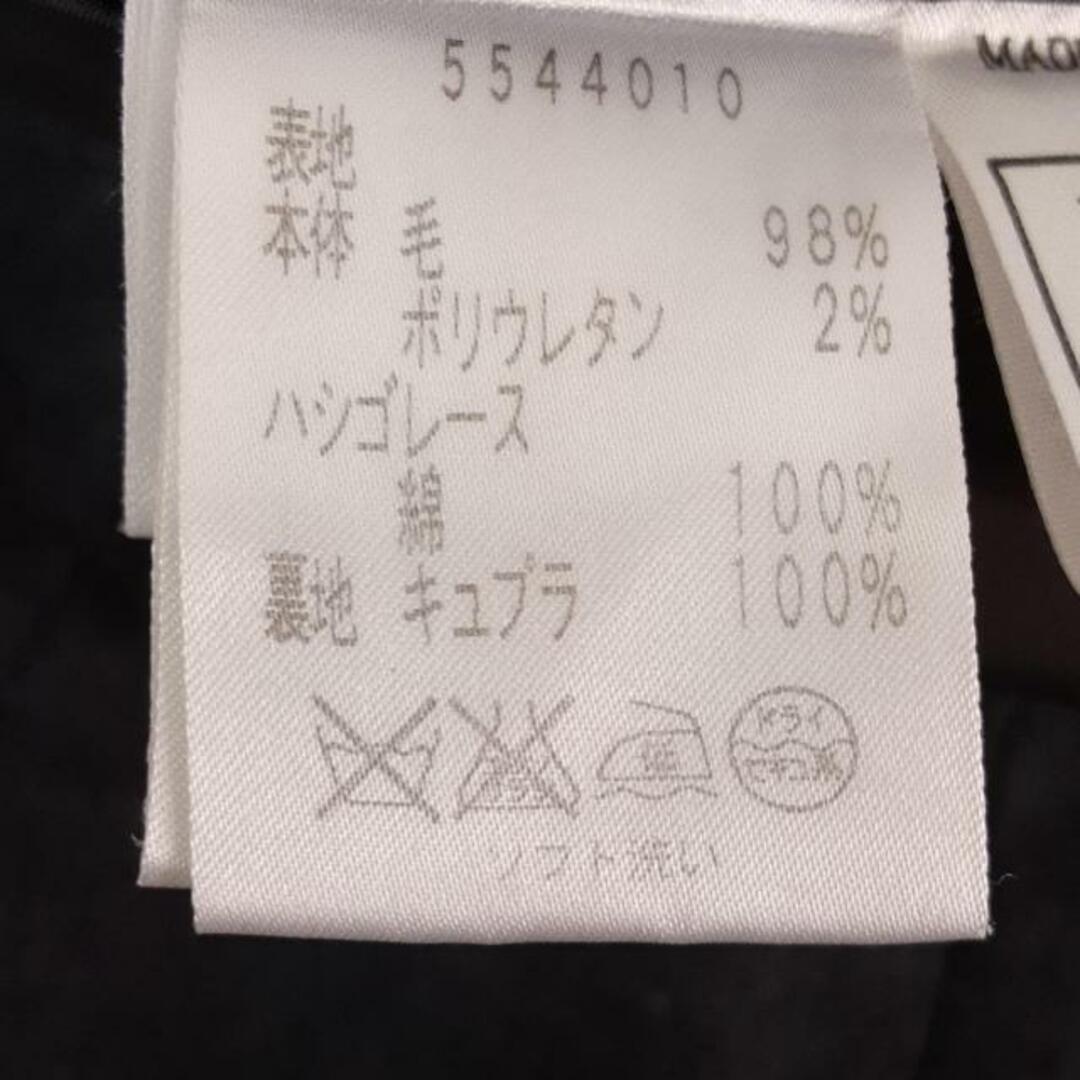 5544010
表地
本体 毛 98%
ポリウレタン 2%
ハシゴレース
綿 100%
裏地 キュプラ 100%
ドライ
ソフト洗い